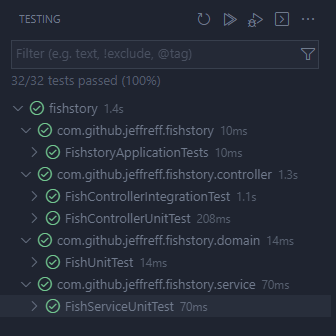 TESTING
Filter (e.g. text, !exclude, @tag)
32/32 tests passed (100%)
fishstory 1.4s
com.github.jeffreff.fishstory 10ms
FishstoryApplicationTests 10ms
com.github.jeffreff.fishstory.controller 1.3s
FishControllerIntegrationTest 1.1s
FishControllerUnitTest 208ms
com.github.jeffreff.fishstory.domain 14ms
FishUnitTest 14ms
com.github.jeffreff.fishstory.service 70ms
FishServiceUnitTest 70ms